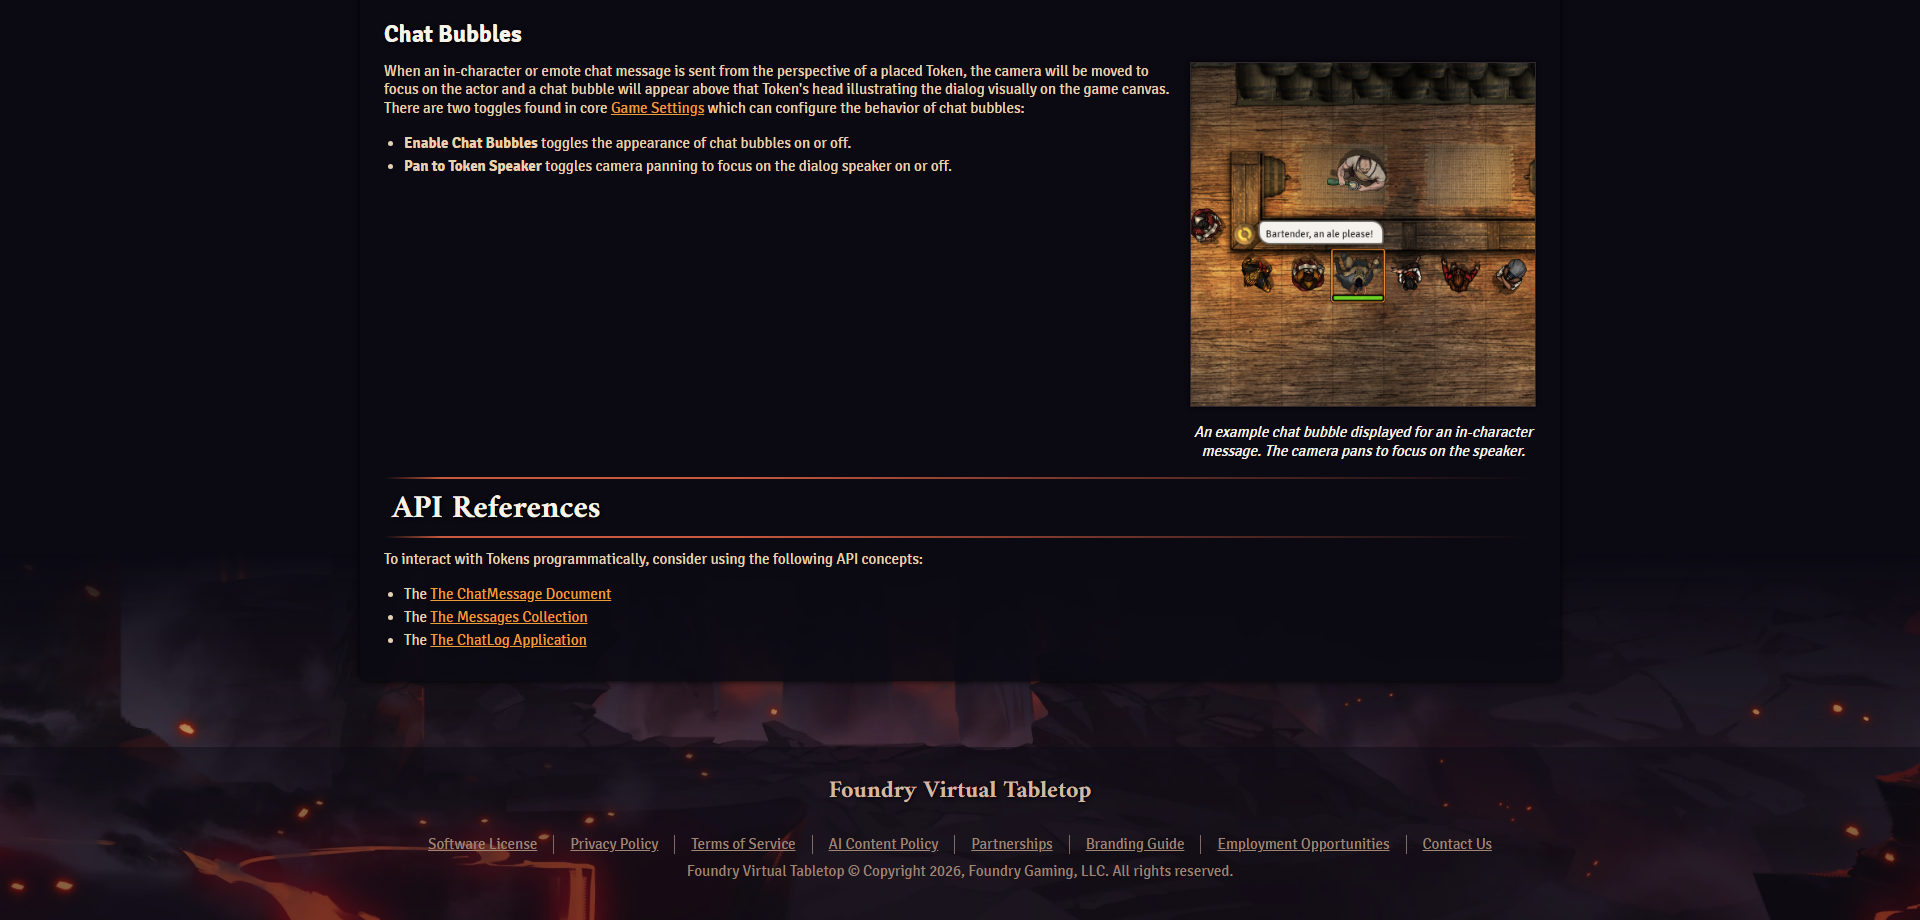 Chat Bubbles
When an in-character or emote chat message is sent from the perspective of a placed Token, the camera will be moved to
focus on the actor and a chat bubble will appear above that Token's head illustrating the dialog visually on the game canvas.
There are two toggles found in core Game Settings which can configure the behavior of chat bubbles:
• Enable Chat Bubbles toggles the appearance of chat bubbles on or off.
• Pan to Token Speaker toggles camera panning to focus on the dialog speaker on or off.
Bartender, an ale please!
An example chat bubble displayed for an in-character
message. The camera pans to focus on the speaker.
API References
To interact with Tokens programmatically, consider using the following API concepts:
• The The ChatMessage Document
• The The Messages Collection
• The The ChatLog Application
Foundry Virtual Tabletop
Software License | Privacy Policy | Terms of Service | AI Content Policy | Partnerships | Branding Guide | Employment Opportunities | Contact Us
Foundry Virtual Tabletop © Copyright 2026, Foundry Gaming, LLC. All rights reserved.